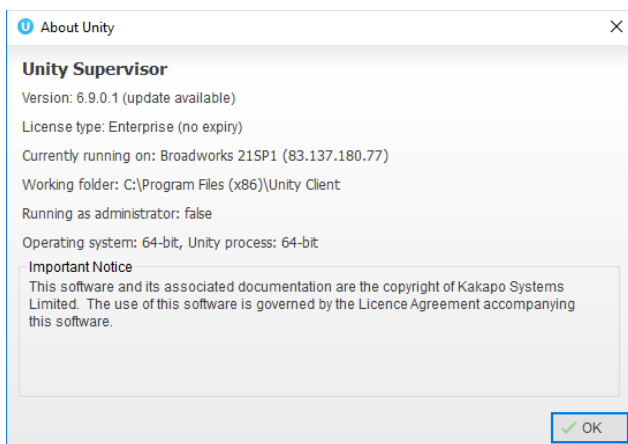 About Unity
Unity Supervisor
Version: 6.9.0.1 (update available)
License type: Enterprise (no expiry)
Currently running on: Broadworks 21SP1 (83.137.180.77)
Working folder: C:\Program Files (x86)\Unity Client
Running as administrator: false
Operating system: 64-bit, Unity process: 64-bit
Important Notice
This software and its associated documentation are the copyright of Kakapo Systems
Limited. The use of this software is governed by the Licence Agreement accompanying
this software.
OK